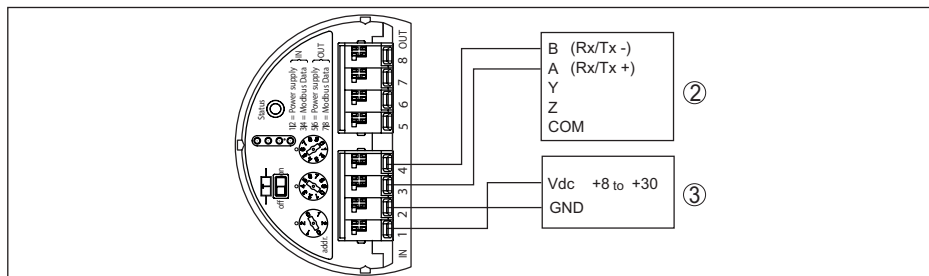 Status
1|2 = Power supply
3|4 = Modbus Data
IN
5|6 = Power supply
7|8 = Modbus Data
OUT
on
off
addr.
OUT
8
7
6
5
4
3
2
1
IN
B (Rx/Tx -)
A (Rx/Tx +)
Y
Z
COM
②
Vdc +8 to +30
GND
③